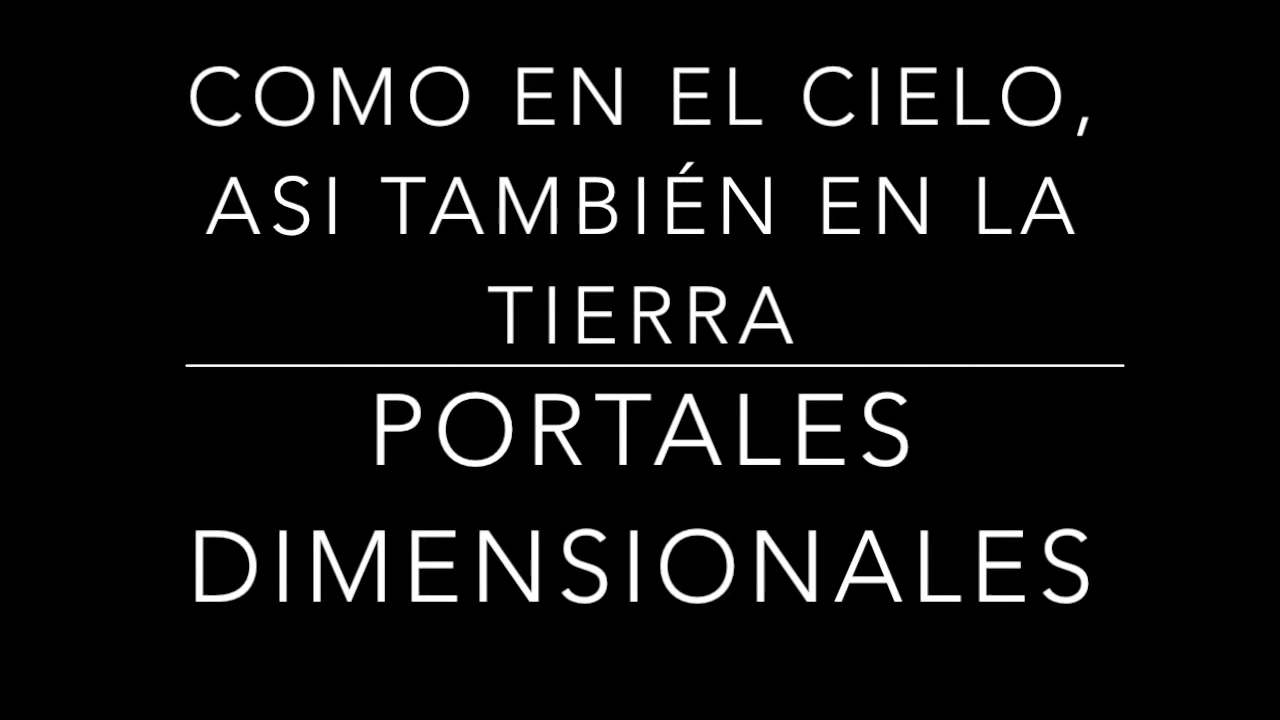 COMO EN EL CIELO,
ASI TAMBIÉN EN LA
TIERRA
PORTALES
DIMENSIONALES